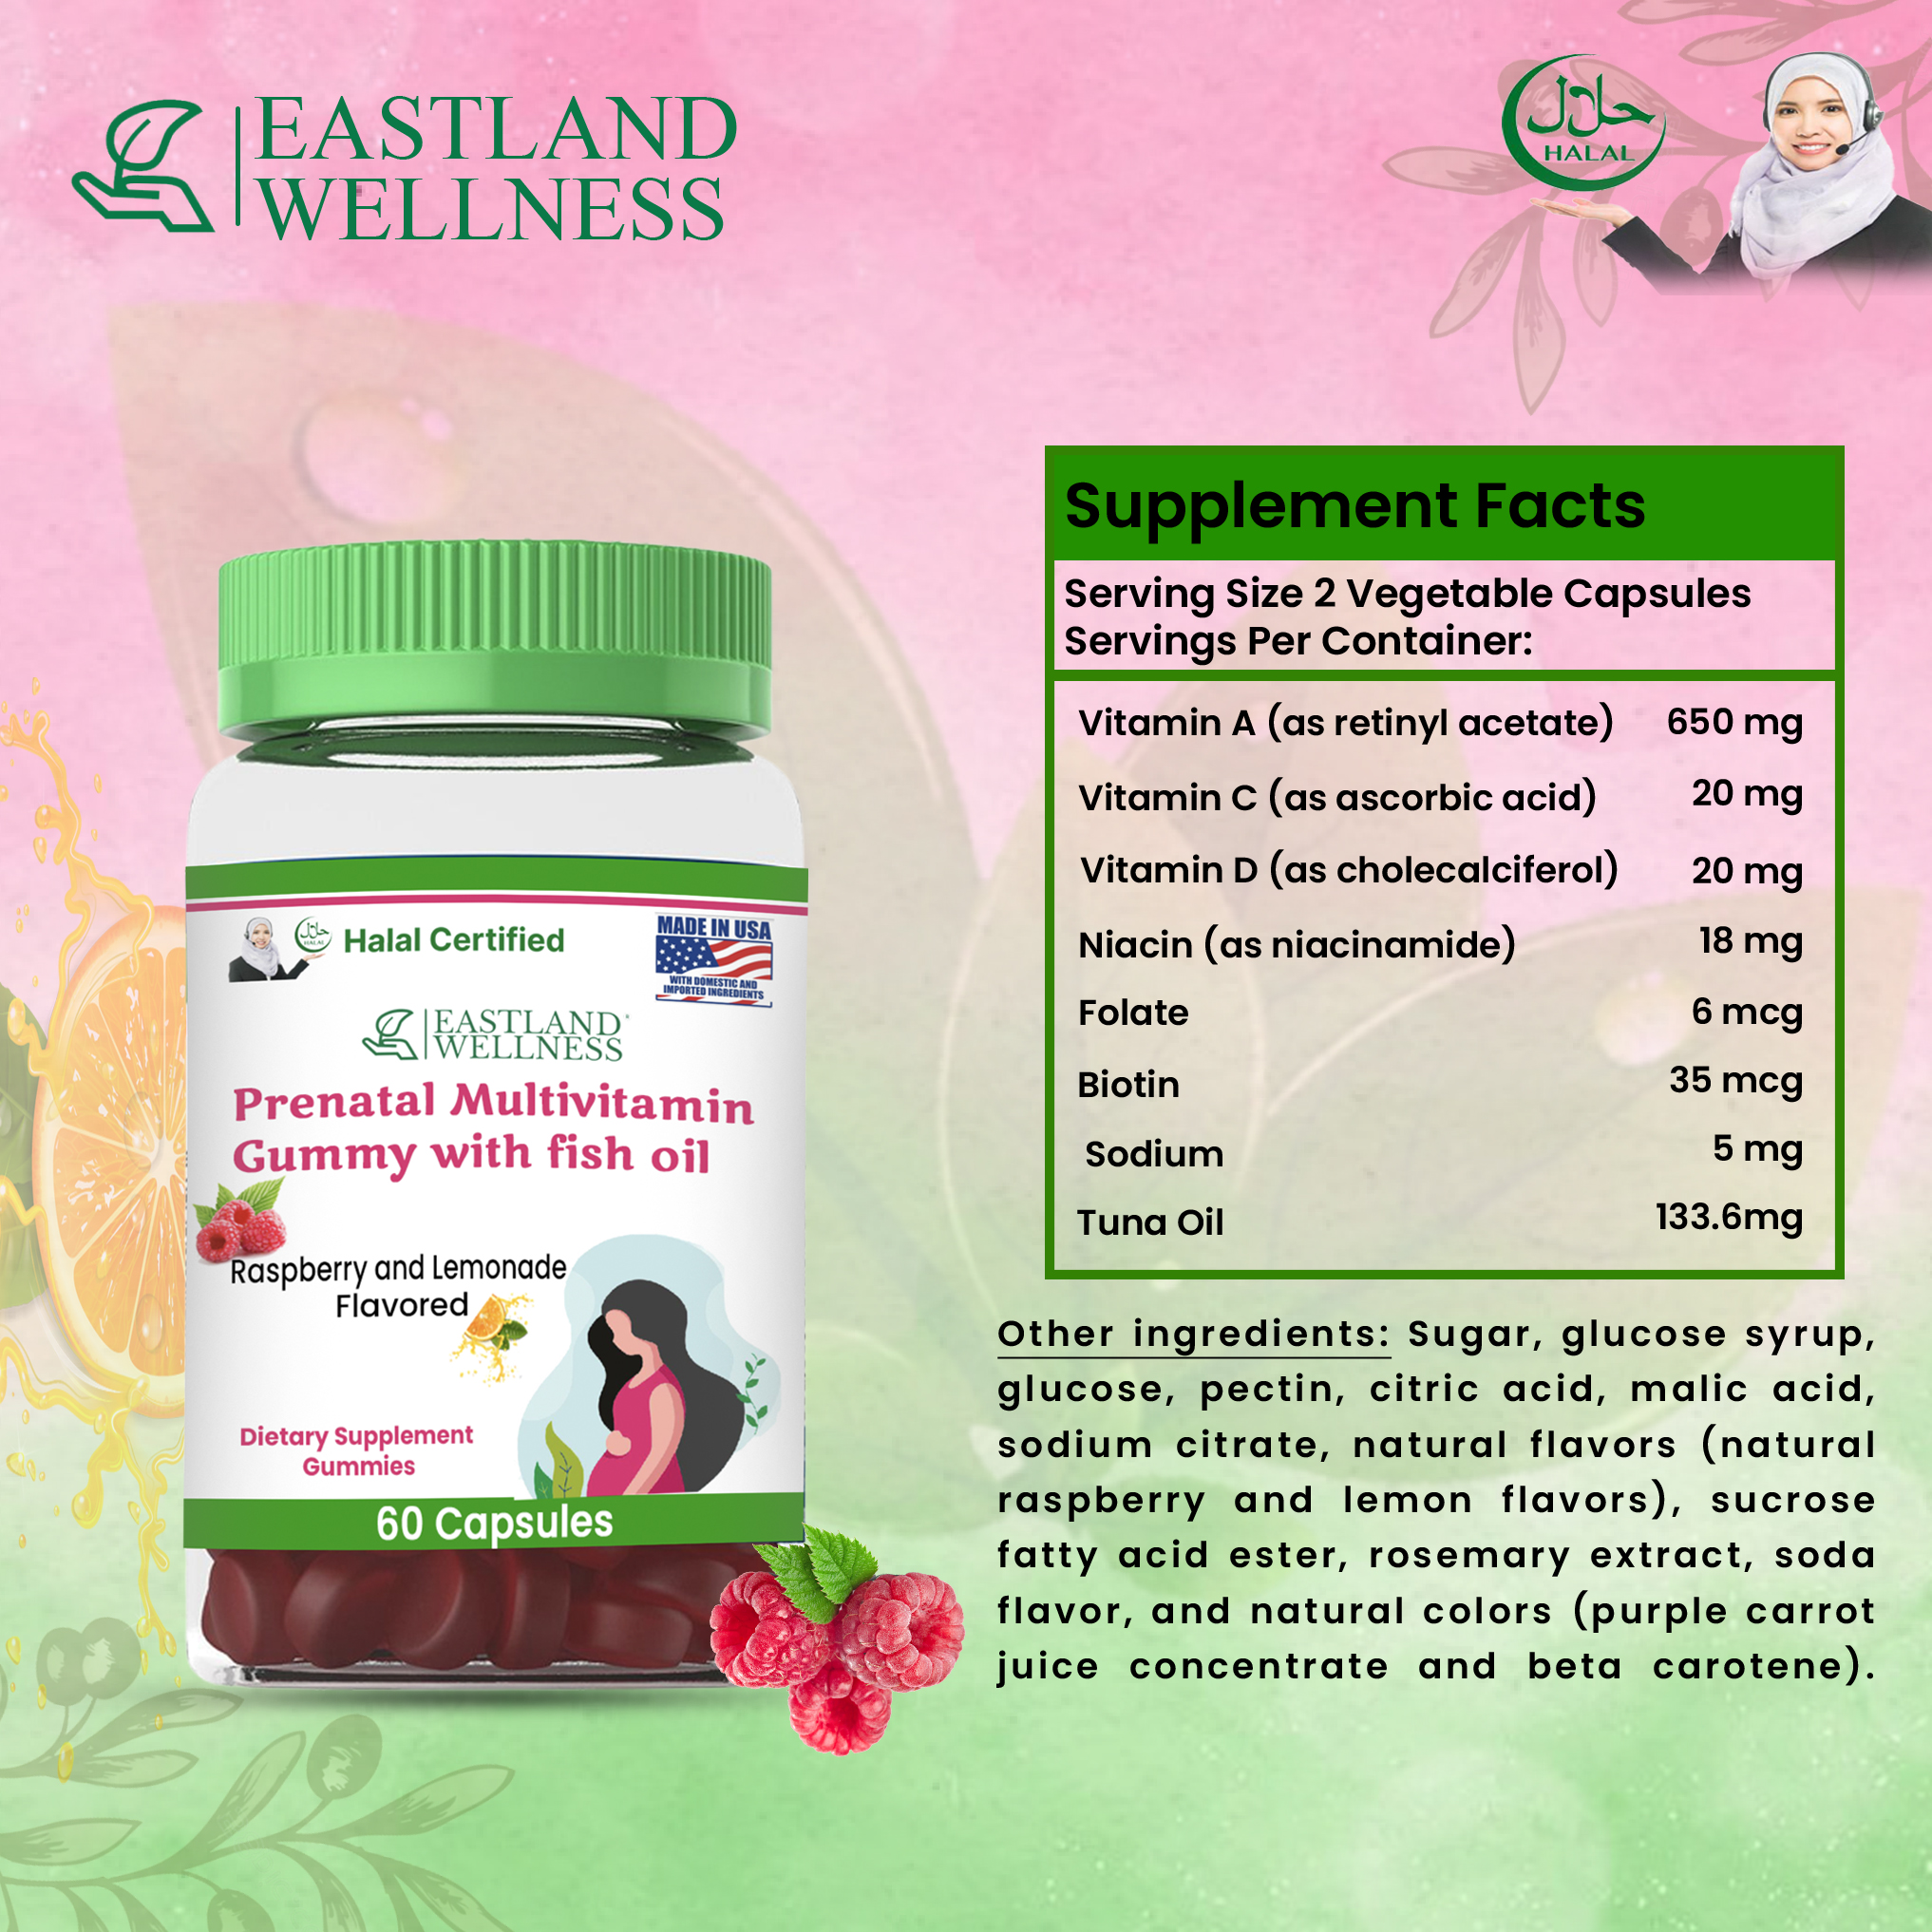 EASTLAND
WELLNESS
حلال
HALAL
Supplement Facts
Serving Size 2 Vegetable Capsules
Servings Per Container:
Vitamin A (as retinyl acetate) 650 mg
Vitamin C (as ascorbic acid) 20 mg
Vitamin D (as cholecalciferol) 20 mg
Niacin (as niacinamide) 18 mg
Folate 6 mcg
Biotin 35 mcg
Sodium 5 mg
Tuna Oil 133.6mg
Other ingredients: Sugar, glucose syrup,
glucose, pectin, citric acid, malic acid,
sodium citrate, natural flavors (natural
raspberry and lemon flavors), sucrose
fatty acid ester, rosemary extract, soda
flavor, and natural colors (purple carrot
juice concentrate and beta carotene).
حلال
HALAL
Halal Certified
MADE IN USA
WITH DOMESTIC AND
IMPORTED INGREDIENTS
EASTLAND
WELLNESS
Prenatal Multivitamin
Gummy with fish oil
Raspberry and Lemonade
Flavored
Dietary Supplement
Gummies
60 Capsules